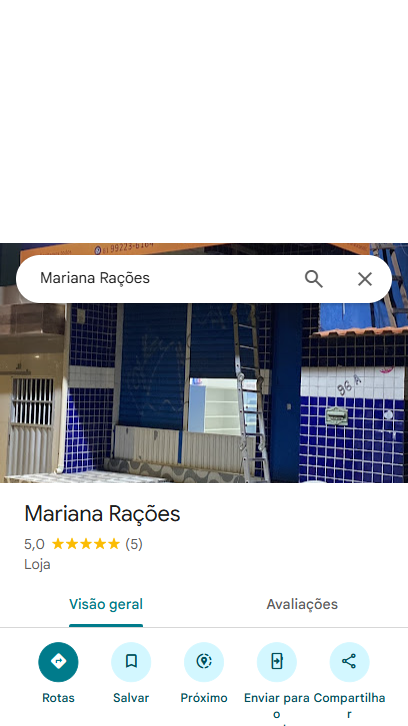 99223-6164
Mariana Rações
96 A
Mariana Rações
5,0 ★★★★★ (5)
Loja
Visão geral
Avaliações
Rotas
Salvar
Próximo
Enviar para o
Compartilhar